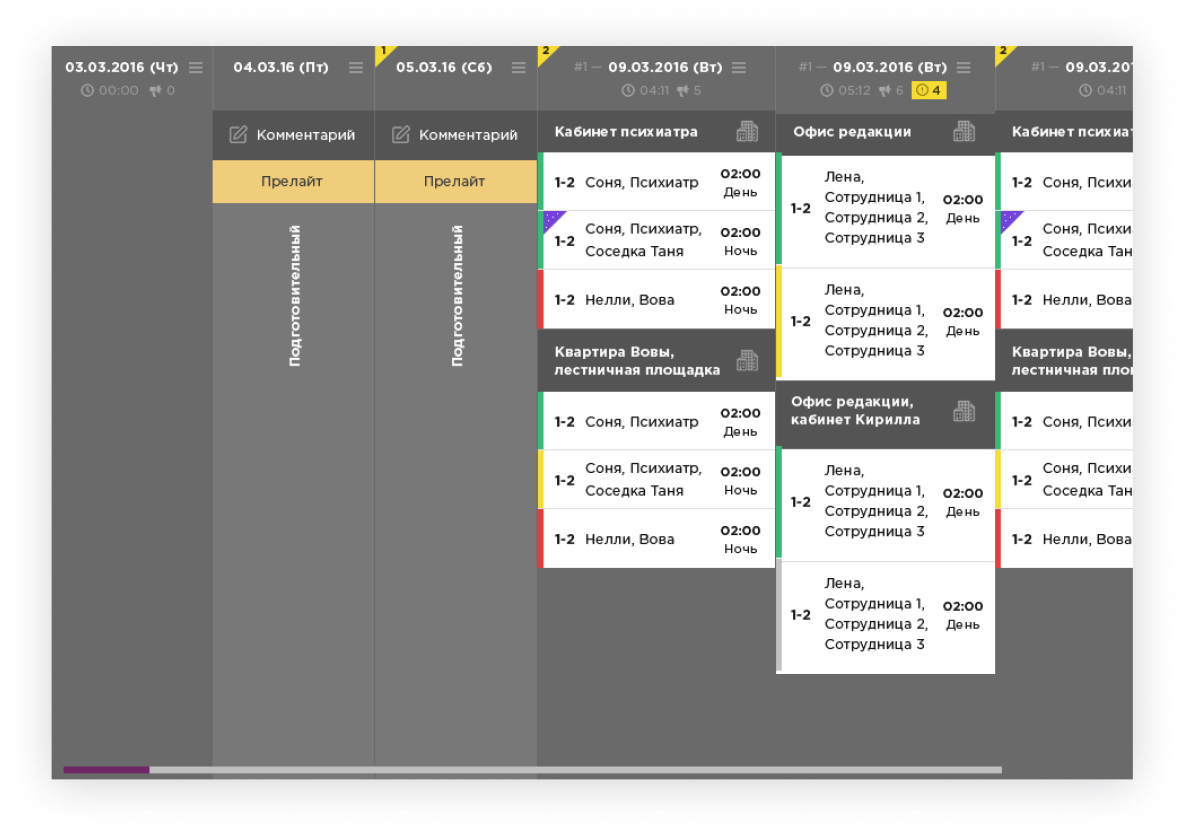 03.03.2016 (Чт)
00:00 0
04.03.16 (Пт)
Комментарий
Прелайт
Подготовительный
1
05.03.16 (Сб)
Комментарий
Прелайт
Подготовительный
2
#1 — 09.03.2016 (Вт)
04:11 5
Кабинет психиатра
1-2 Соня, Психиатр 02:00
День
1-2 Соня, Психиатр, Соседка Таня 02:00
Ночь
1-2 Нелли, Вова 02:00
Ночь
Квартира Вовы,
лестничная площадка
1-2 Соня, Психиатр 02:00
День
1-2 Соня, Психиатр, Соседка Таня 02:00
Ночь
1-2 Нелли, Вова 02:00
Ночь
#1 — 09.03.2016 (Вт)
05:12 6 4
Офис редакции
Лена,
Сотрудница 1,
1-2 Сотрудница 2, 02:00
Сотрудница 3 День
Лена,
Сотрудница 1,
1-2 Сотрудница 2, 02:00
Сотрудница 3 День
Офис редакции,
кабинет Кирилла
Лена,
Сотрудница 1,
1-2 Сотрудница 2, 02:00
Сотрудница 3 День
Лена,
Сотрудница 1,
1-2 Сотрудница 2, 02:00
Сотрудница 3 День
2
#1 — 09.03.201
04:11
Кабинет психиат
1-2 Соня, Психи
1-2 Соня, Психи
Соседка Тан
1-2 Нелли, Вова
Квартира Вовы,
лестничная пло
1-2 Соня, Психи
1-2 Соня, Психи
Соседка Тан
1-2 Нелли, Вова